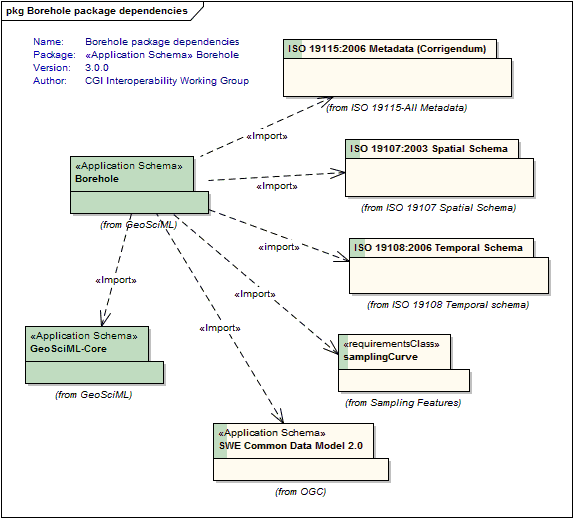 pkg Borehole package dependencies
Name: Borehole package dependencies
Package: «Application Schema» Borehole
Version: 3.0.0
Author: CGI Interoperability Working Group
ISO 19115:2006 Metadata (Corrigendum)
(from ISO 19115-All Metadata)
«Import»
ISO 19107:2003 Spatial Schema
(from ISO 19107 Spatial Schema)
«Application Schema»
Borehole
(from GeoSciML)
«Import»
ISO 19108:2006 Temporal Schema
(from ISO 19108 Temporal schema)
«import»
«Import»
«Import»
«Import»
«Application Schema»
GeoSciML-Core
(from GeoSciML)
«requirementsClass»
samplingCurve
(from Sampling Features)
«Application Schema»
SWE Common Data Model 2.0
(from OGC)